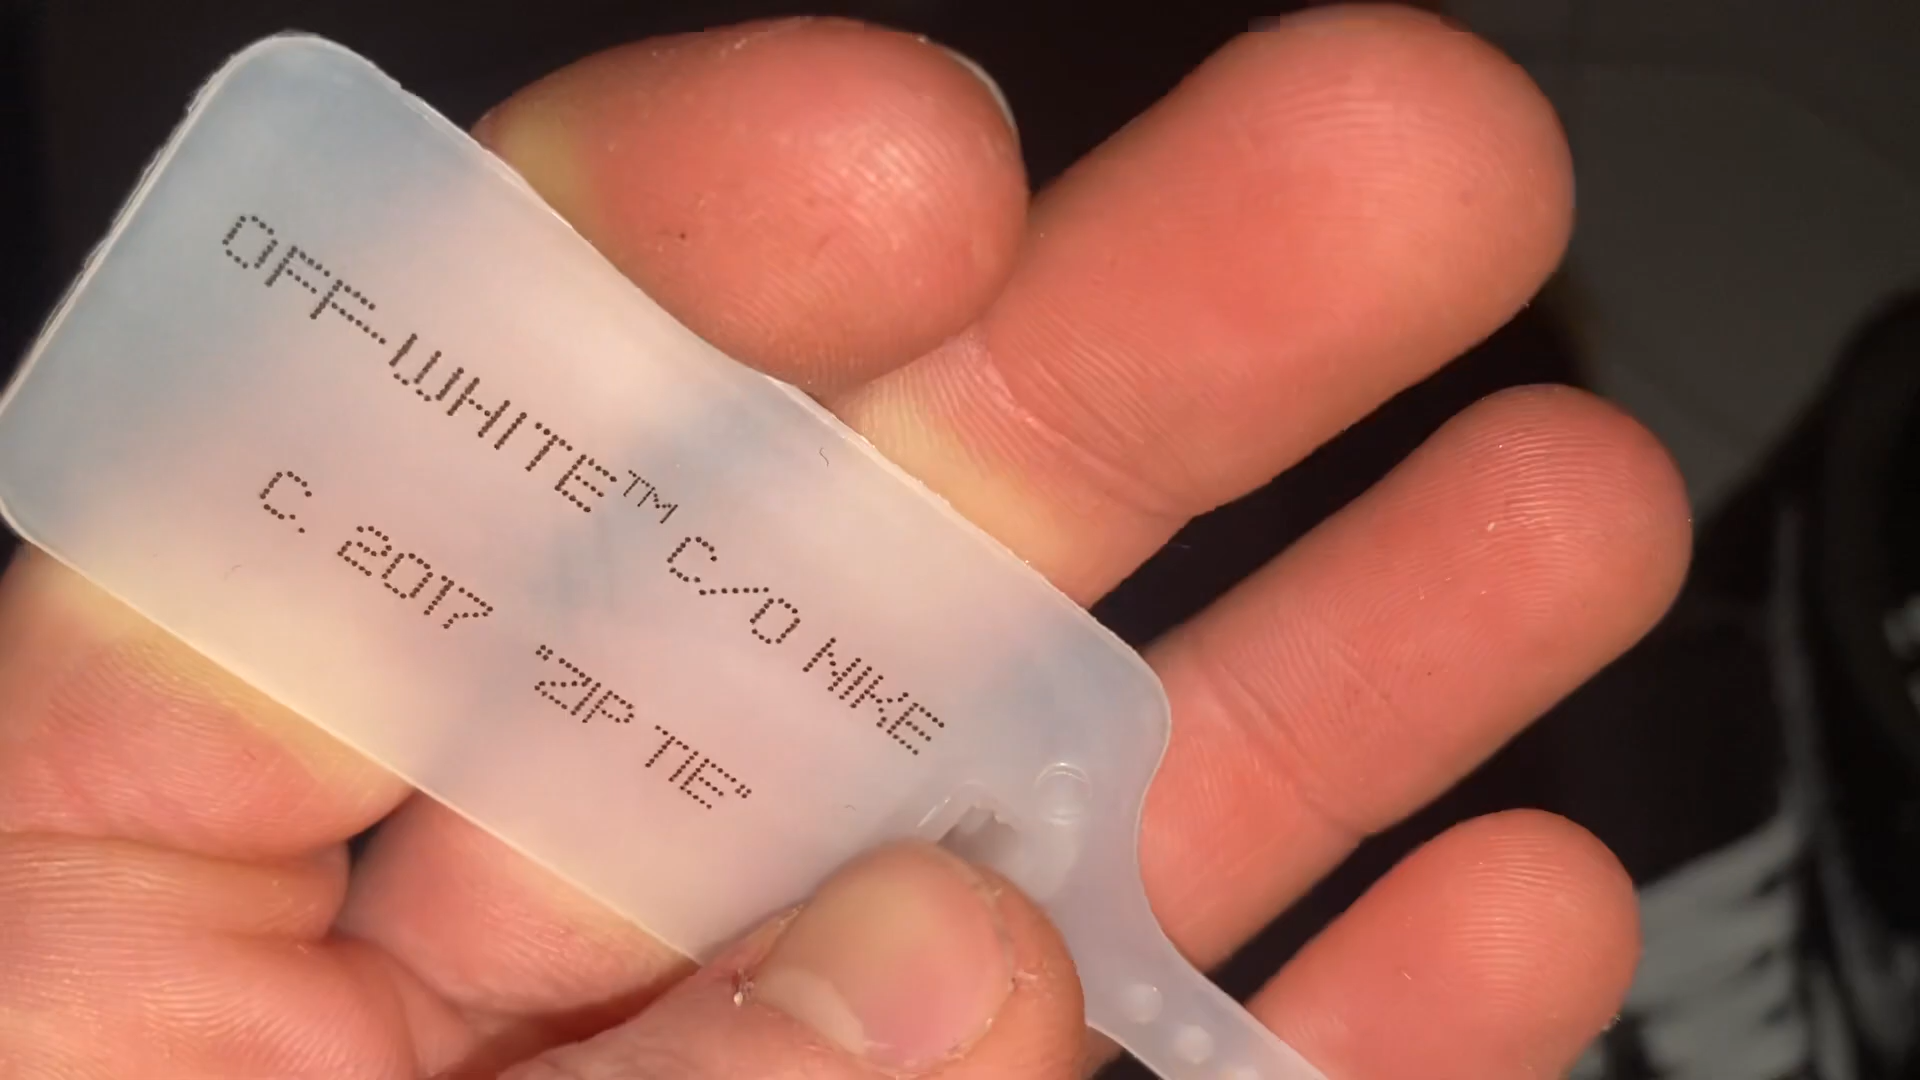 OFF-WHITE™ C/O NIKE
C. 2017 "ZIP TIE"